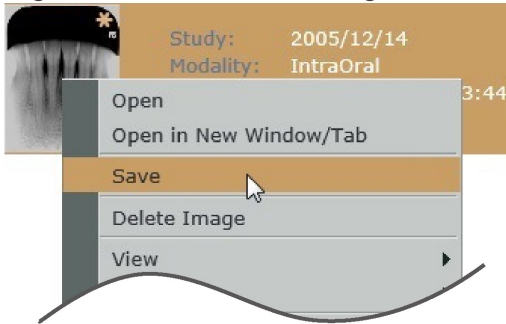 Study: 2005/12/14
Modality: IntraOral
3:44
Open
Open in New Window/Tab
Save
Delete Image
View